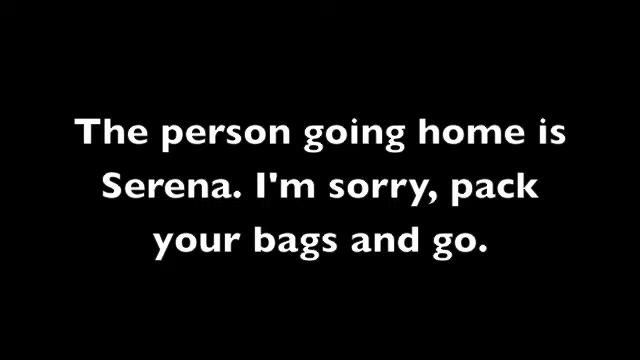 The person going home is
Serena. I'm sorry, pack
your bags and go.